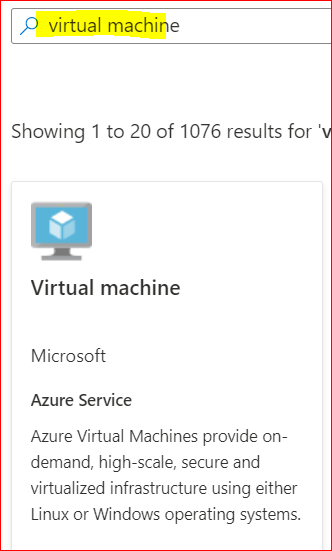 virtual machine
Showing 1 to 20 of 1076 results for 'v
Virtual machine
Microsoft
Azure Service
Azure Virtual Machines provide on-
demand, high-scale, secure and
virtualized infrastructure using either
Linux or Windows operating systems.